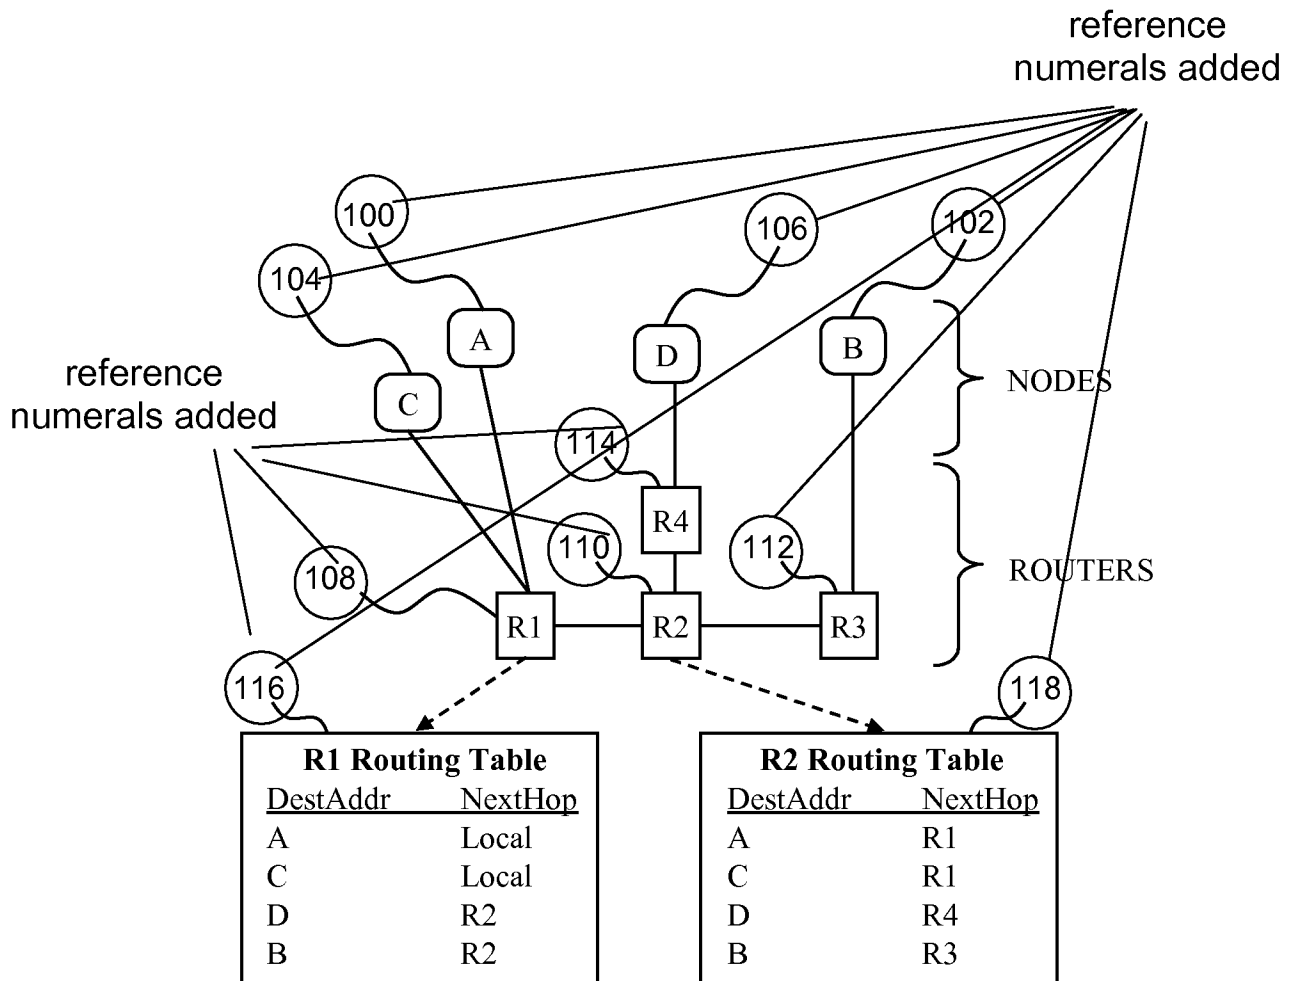 reference
numerals added
100
106
102
104
A
D
B
C
reference
numerals added
NODES
114
R4
110
112
108
ROUTERS
R1
R2
R3
116
118
R1 Routing Table
DestAddr NextHop
A Local
C Local
D R2
B R2
R2 Routing Table
DestAddr NextHop
A R1
C R1
D R4
B R3